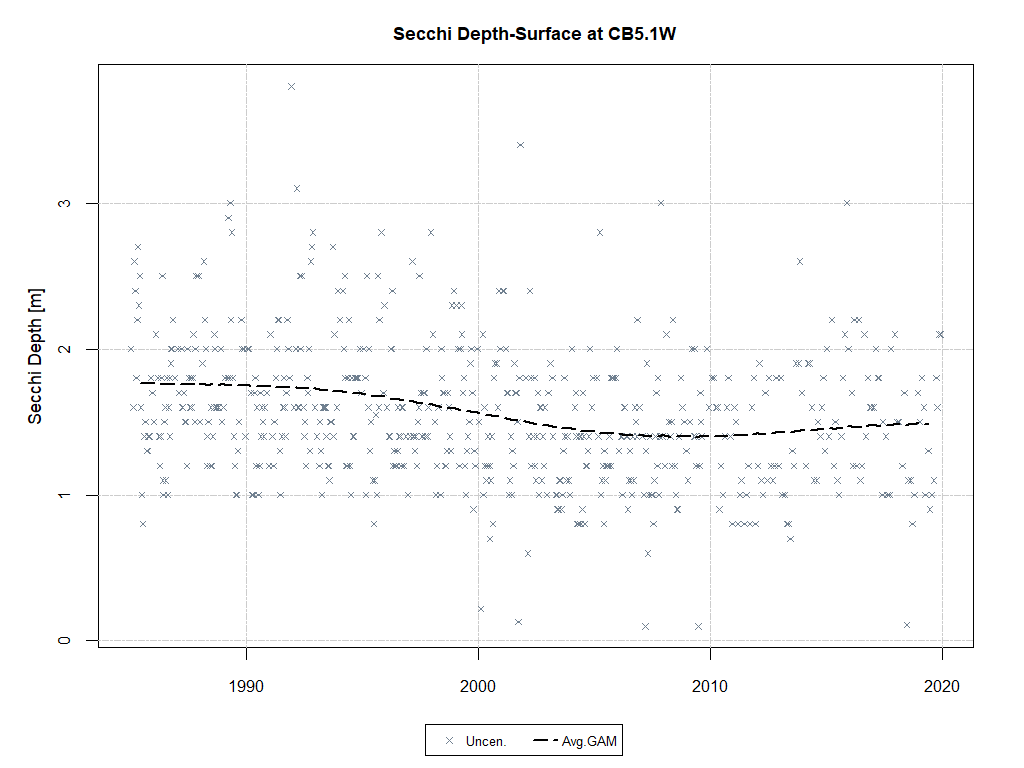 Secchi Depth-Surface at CB5.1W
Secchi Depth [m]
3
2
1
0
1990 2000 2010 2020
Uncen. Avg.GAM